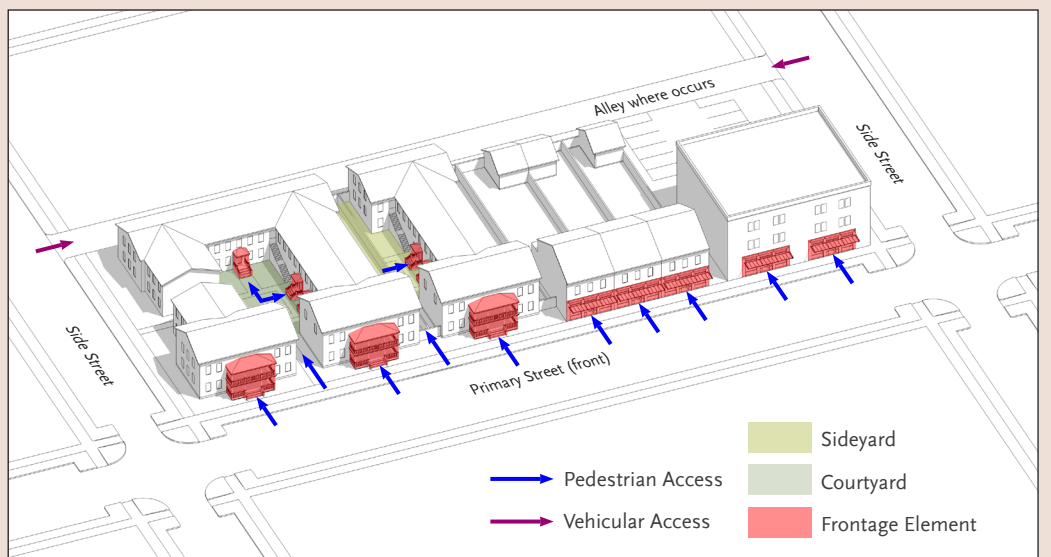 Alley where occurs
Side Street
Side Street
Primary Street (front)
Pedestrian Access
Vehicular Access
Sideyard
Courtyard
Frontage Element